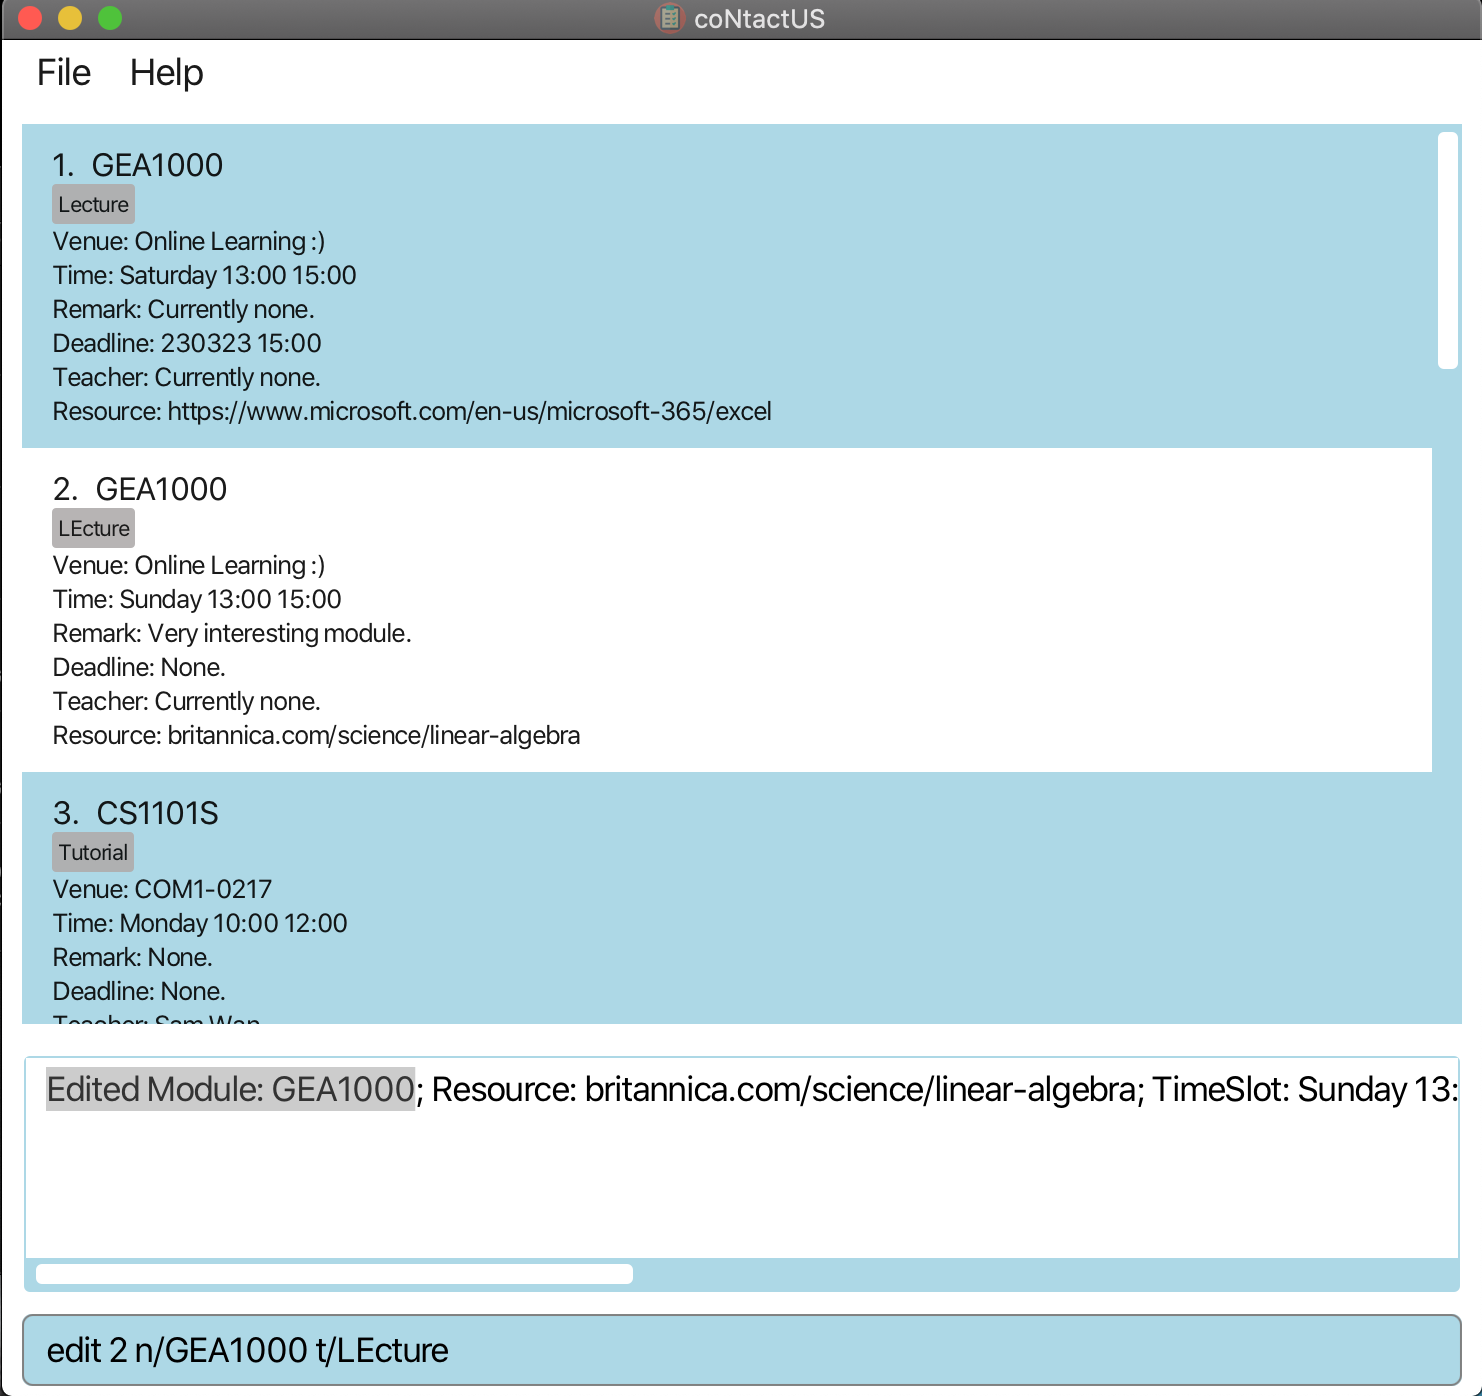 coNtactUS
File Help
1. GEA1000
Lecture
Venue: Online Learning :)
Time: Saturday 13:00 15:00
Remark: Currently none.
Deadline: 230323 15:00
Teacher: Currently none.
Resource: https://www.microsoft.com/en-us/microsoft-365/excel
2. GEA1000
LEcture
Venue: Online Learning :)
Time: Sunday 13:00 15:00
Remark: Very interesting module.
Deadline: None.
Teacher: Currently none.
Resource: britannica.com/science/linear-algebra
3. CS1101S
Tutorial
Venue: COM1-0217
Time: Monday 10:00 12:00
Remark: None.
Deadline: None.
Teacher: Sam Wan
Edited Module: GEA1000; Resource: britannica.com/science/linear-algebra; TimeSlot: Sunday 13:
edit 2 n/GEA1000 t/LEcture